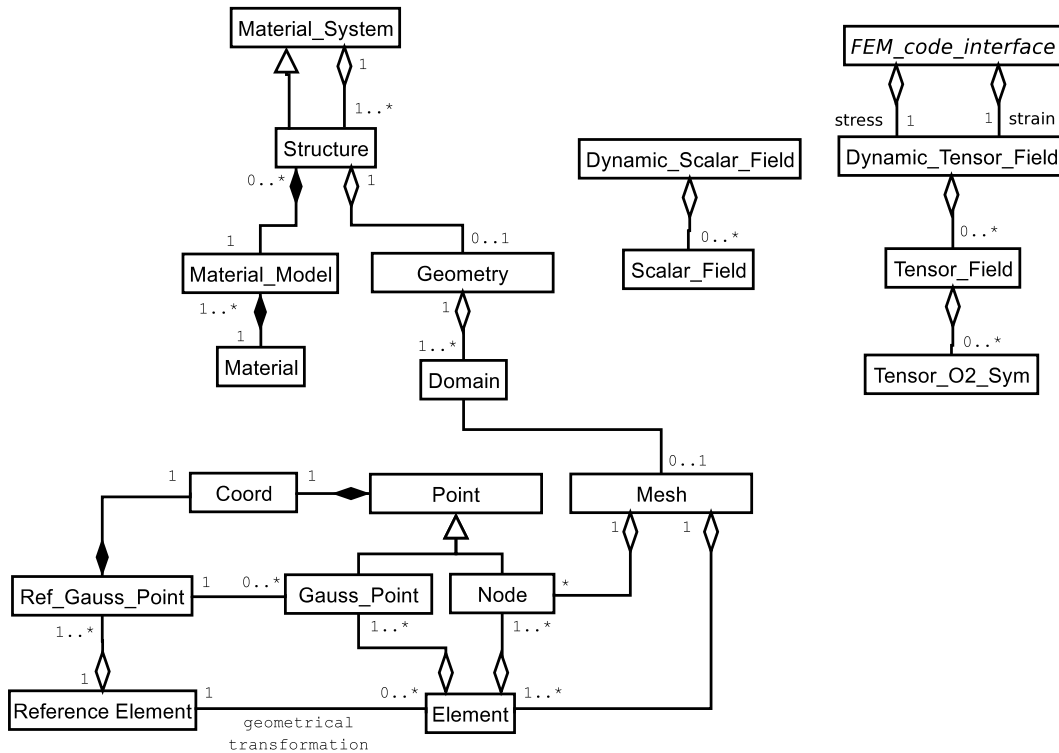 Material_System
FEM_code_interface
1
1..*
stress
1
1
strain
Structure
Dynamic_Scalar_Field
Dynamic_Tensor_Field
0..*
1
1
0..1
0..*
0..*
Material_Model
Geometry
Scalar_Field
Tensor_Field
1..*
1
1
1..*
0..*
Material
Domain
Tensor_O2_Sym
0..1
1
1
Coord
Point
Mesh
1
1
Ref_Gauss_Point
1
0..*
Gauss_Point
Node
*
1..*
1..*
1..*
1
1
0..*
1..*
Reference Element
Element
geometrical
transformation